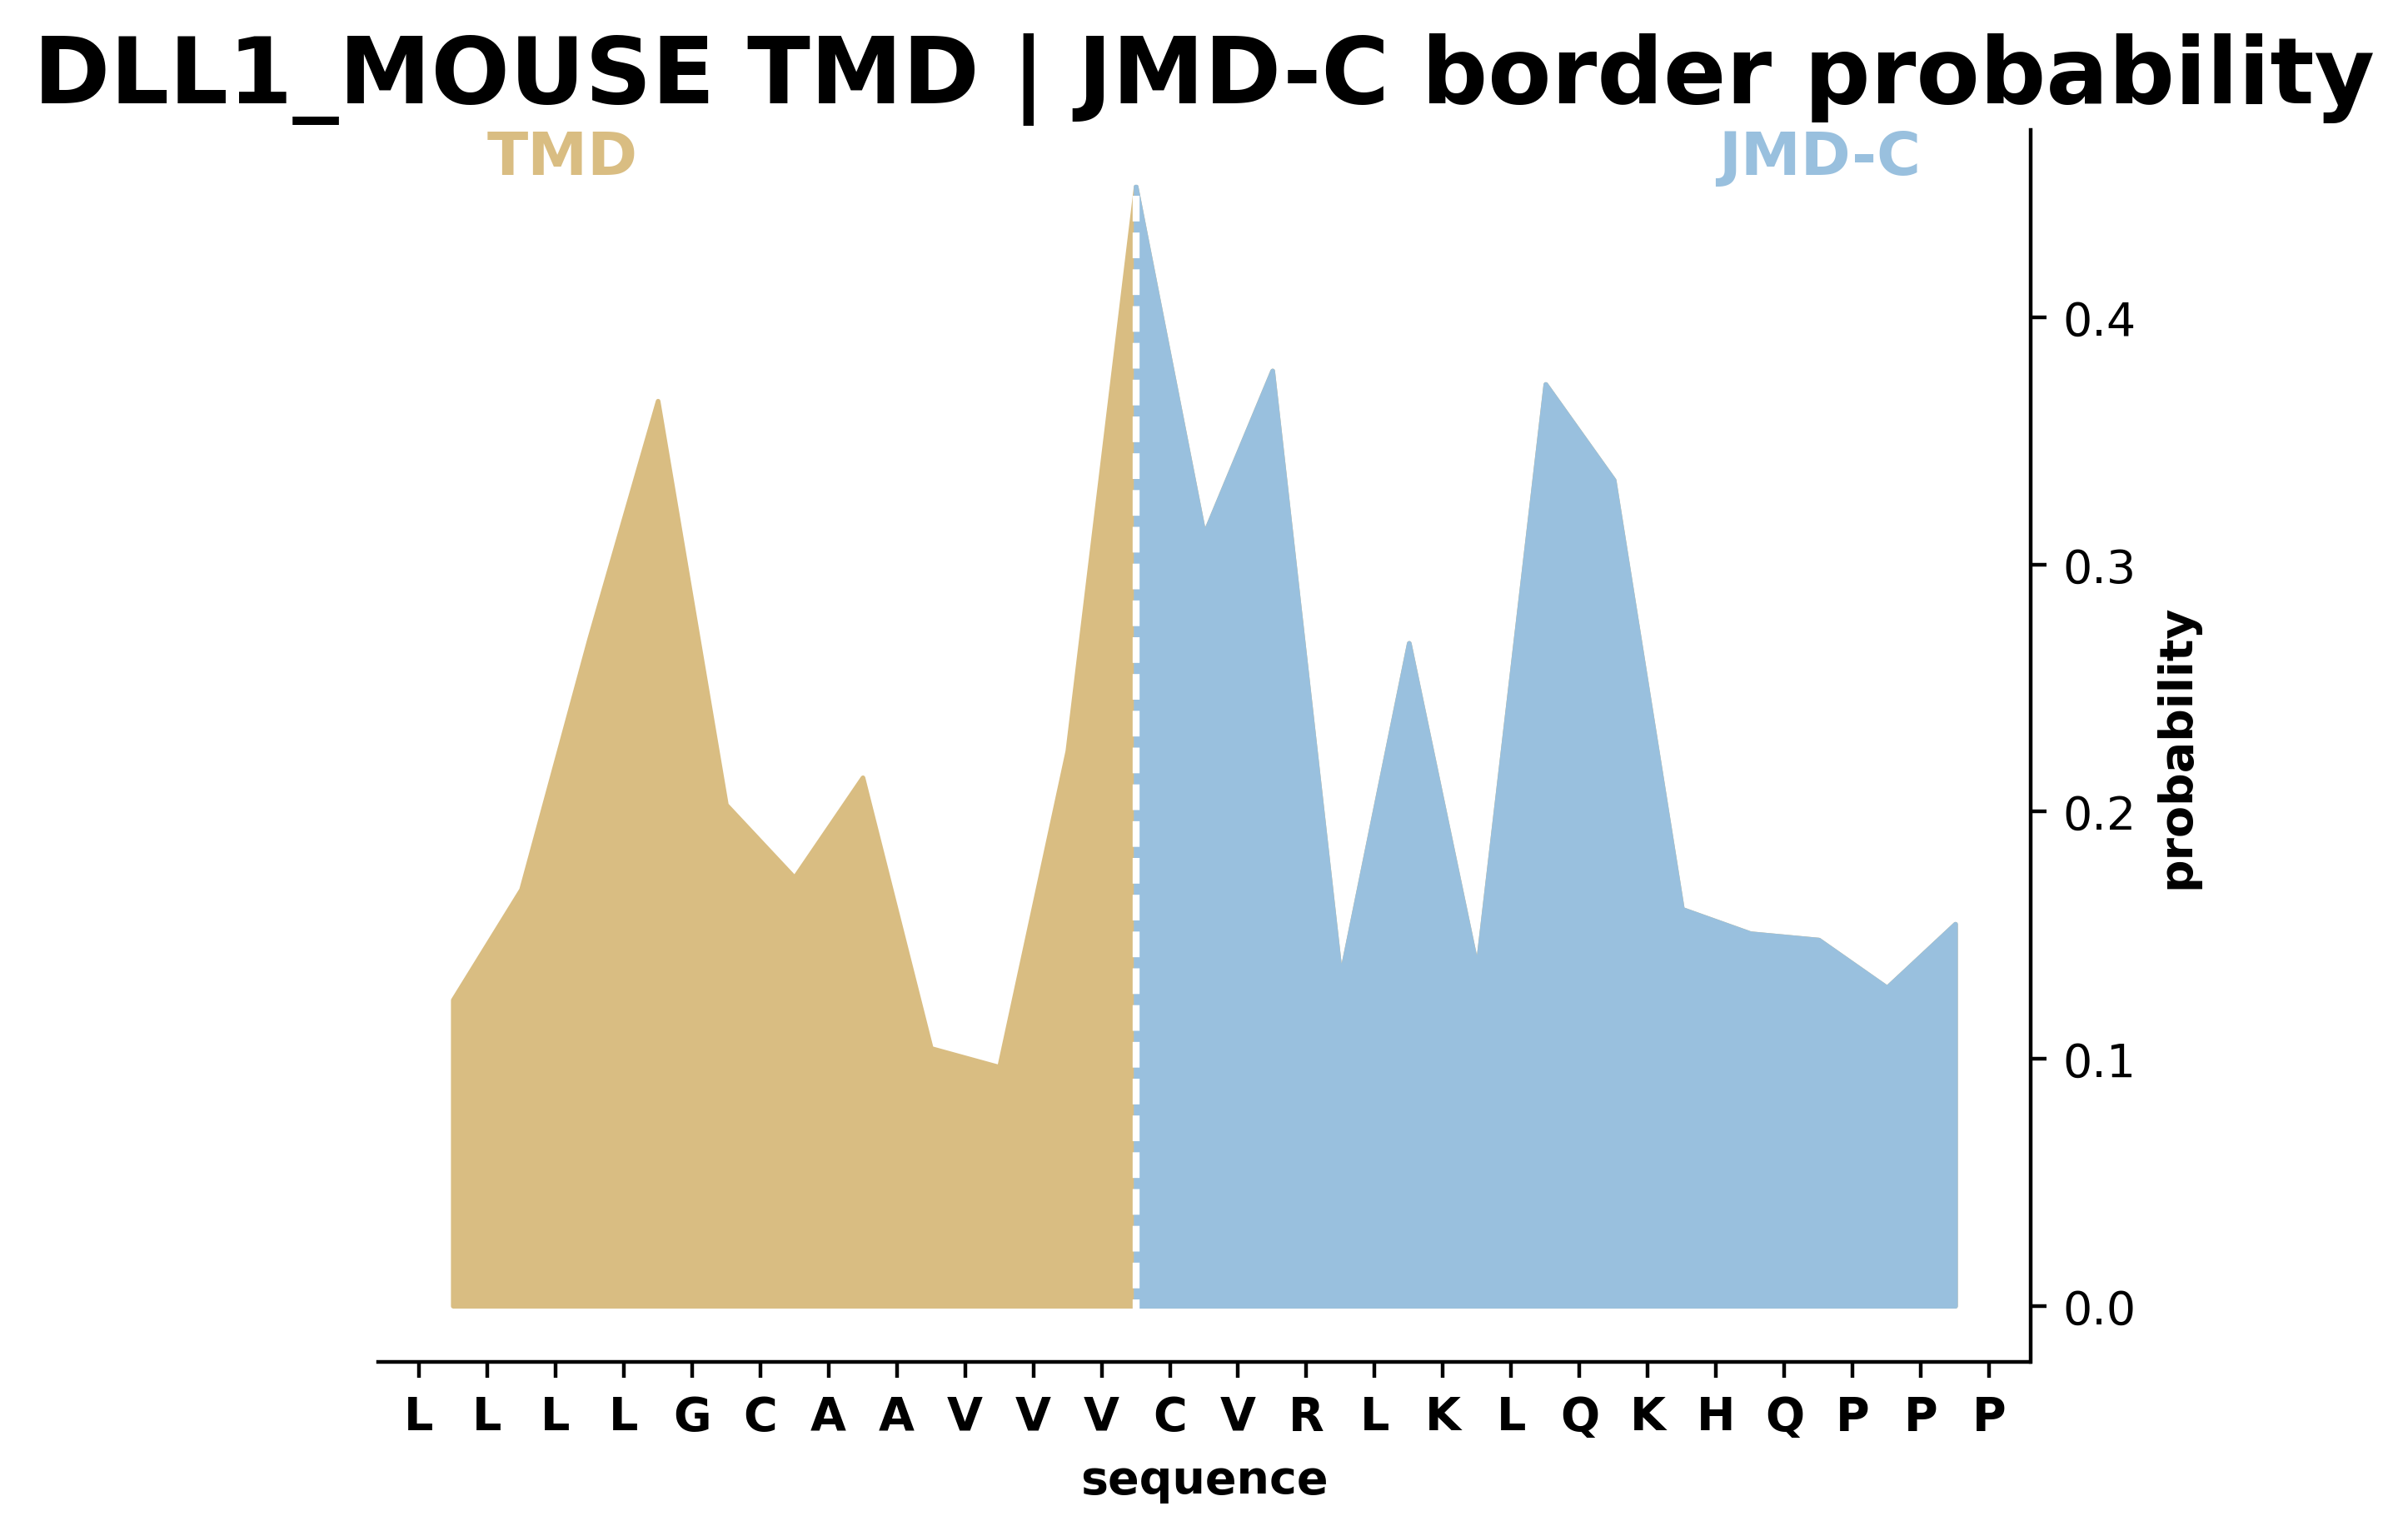 DLL1_MOUSE TMD | JMD-C border probability
TMD JMD-C
0.4
0.3
0.2
0.1
0.0
probability
L L L L G C A A V V V C V R L K L Q K H Q P P P
sequence